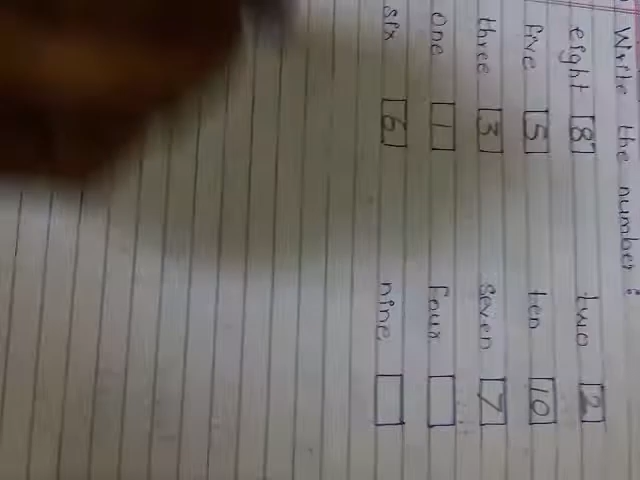 Write the number :
eight 8 two 2
five 5 ten 10
three 3 seven 7
one 1 four
six 6 nine